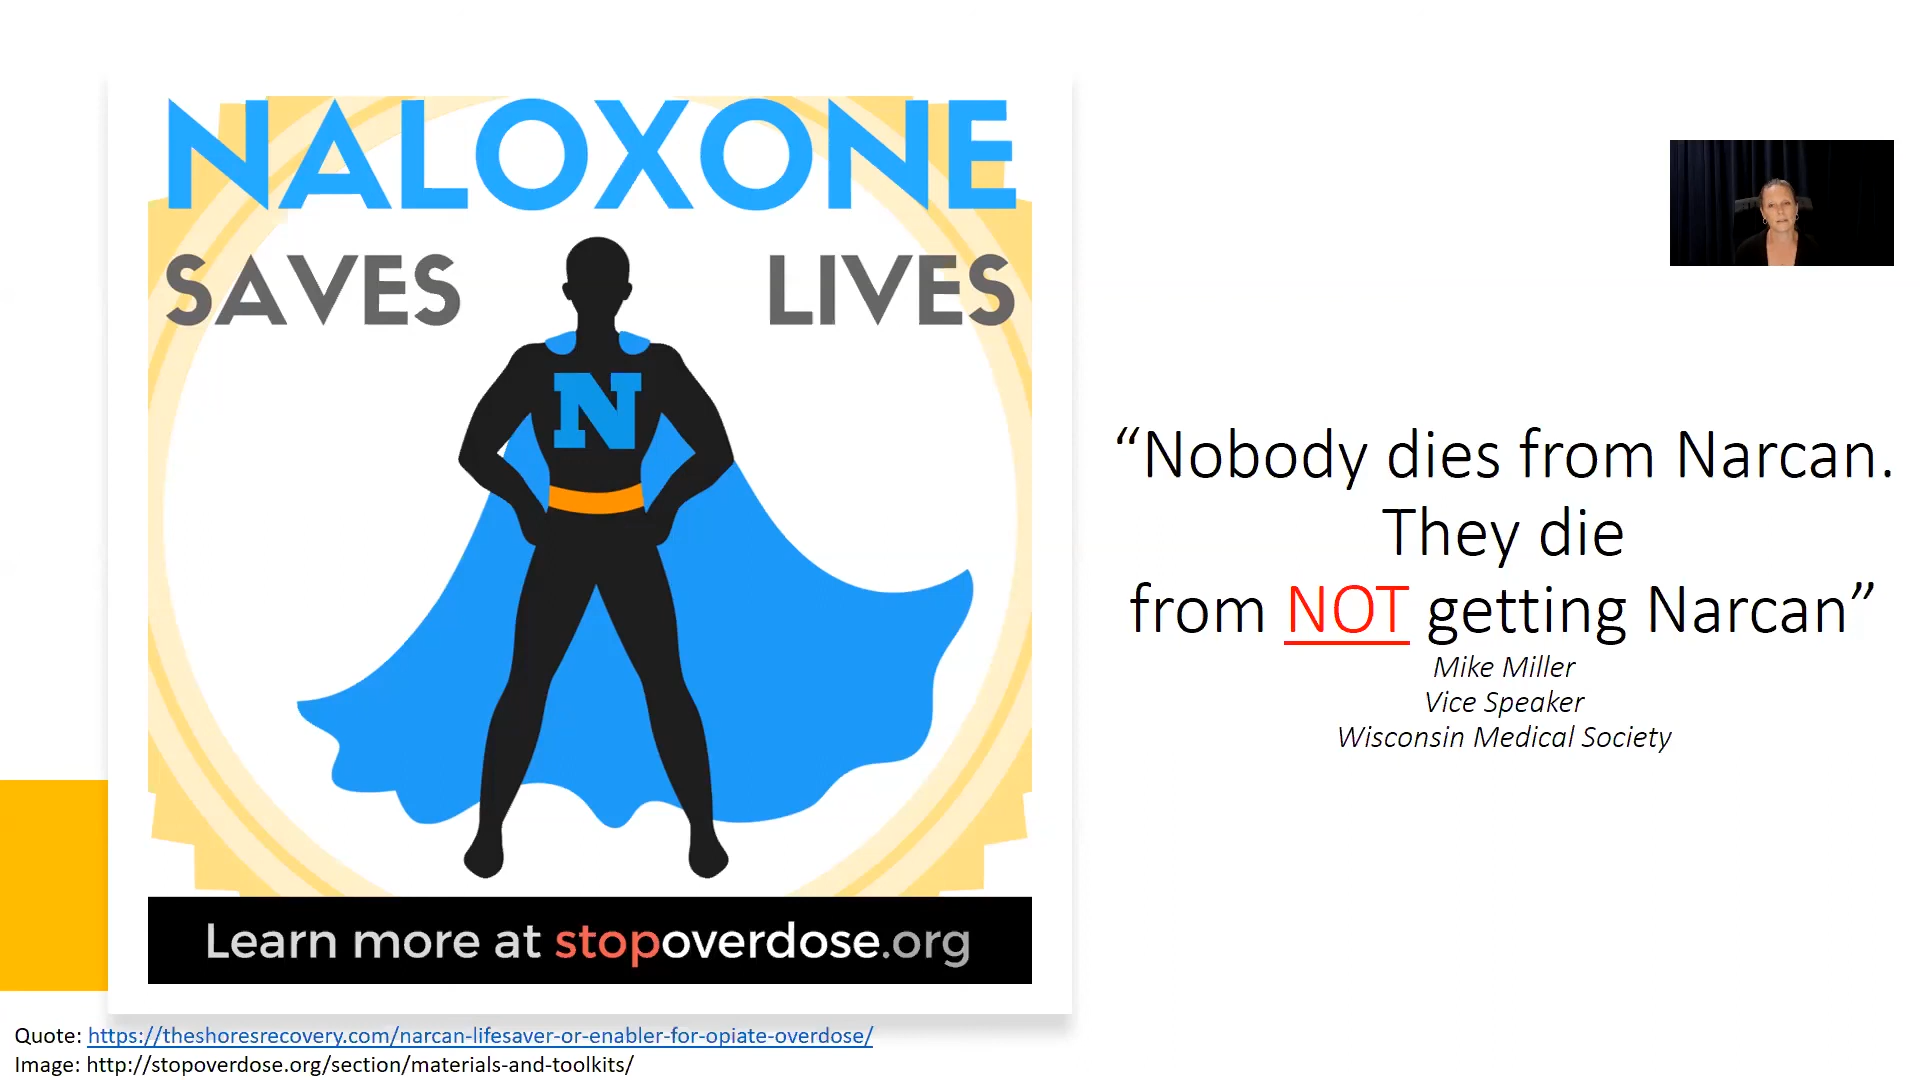 NALOXONE
SAVES LIVES
N
Learn more at stopoverdose.org
“Nobody dies from Narcan.
They die
from NOT getting Narcan”
Mike Miller
Vice Speaker
Wisconsin Medical Society
Quote: https://theshoresrecovery.com/narcan-lifesaver-or-enabler-for-opiate-overdose/
Image: http://stopoverdose.org/section/materials-and-toolkits/